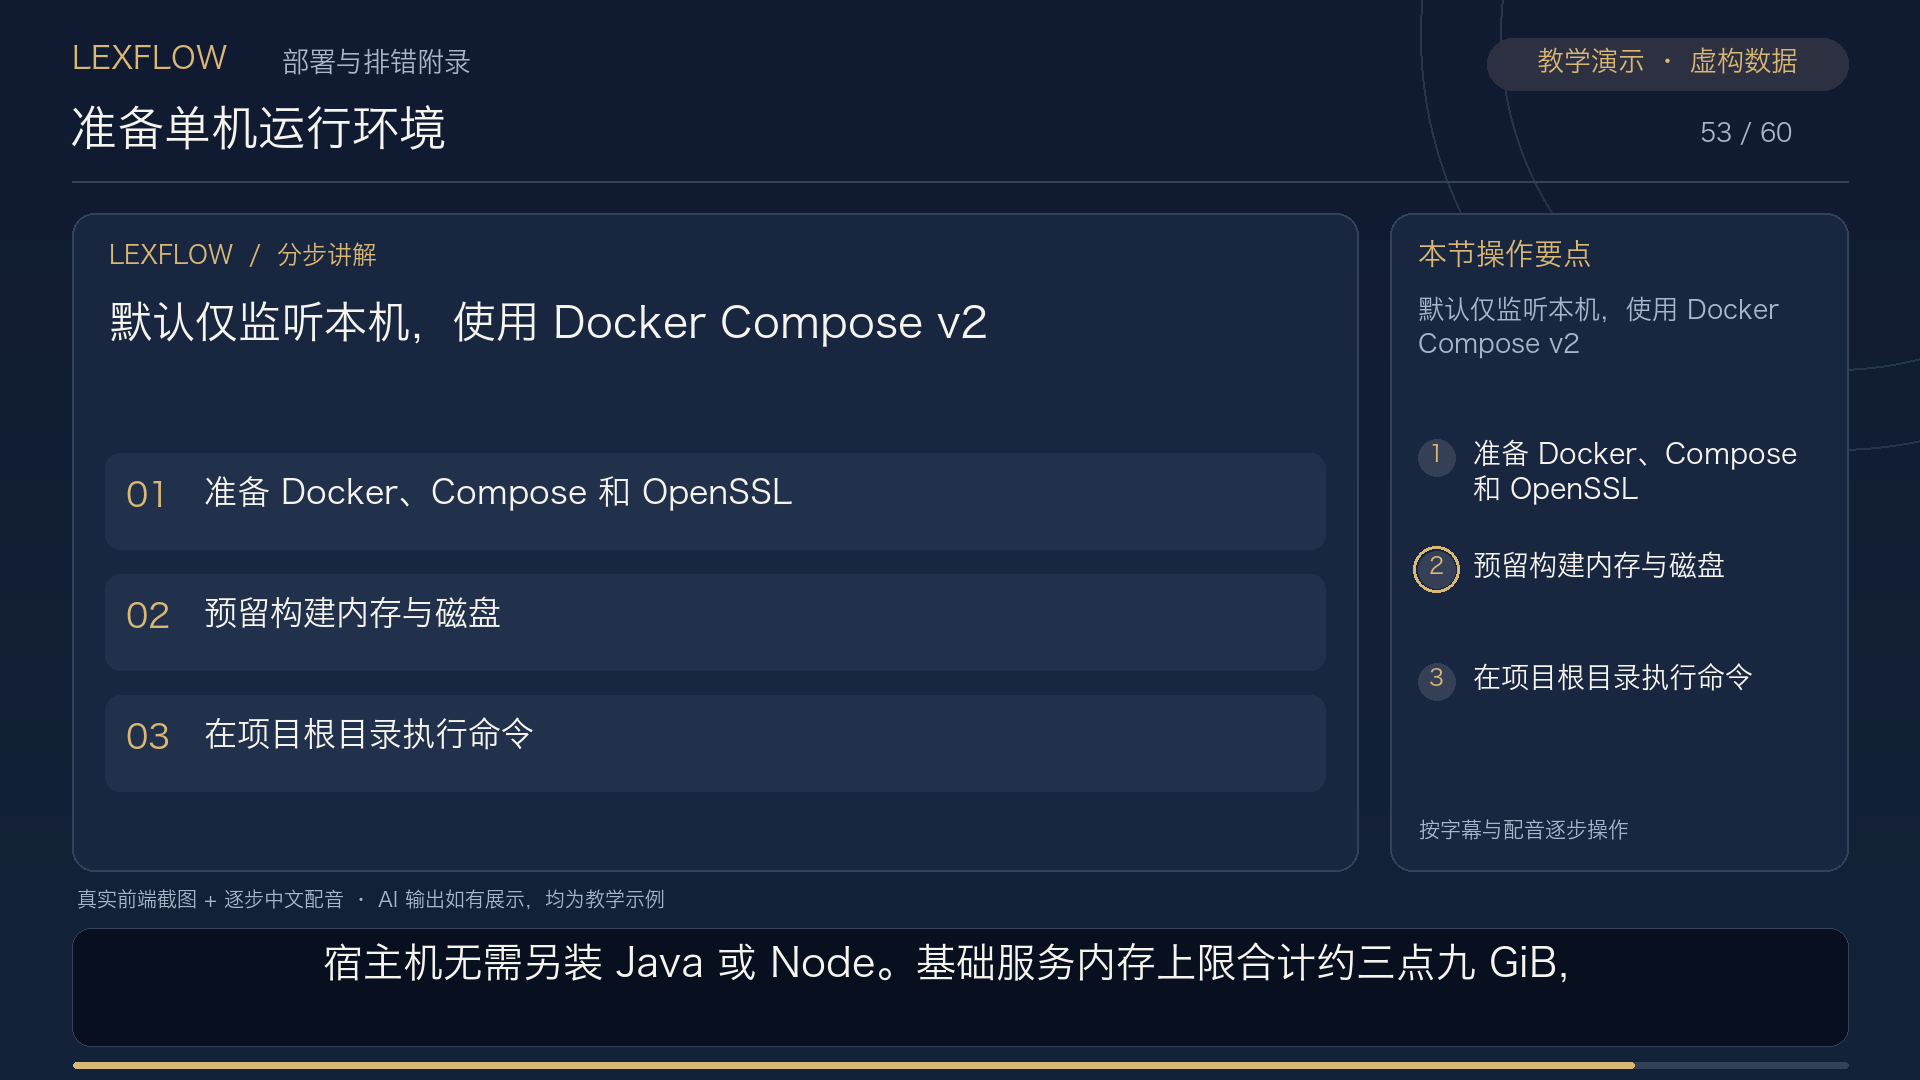 LEXFLOW 部署与排错附录
教学演示 · 虚构数据
准备单机运行环境
53 / 60
LEXFLOW / 分步讲解
默认仅监听本机，使用 Docker Compose v2
01 准备 Docker、Compose 和 OpenSSL
02 预留构建内存与磁盘
03 在项目根目录执行命令
本节操作要点
默认仅监听本机，使用 Docker
Compose v2
1 准备 Docker、Compose
和 OpenSSL
2 预留构建内存与磁盘
3 在项目根目录执行命令
按字幕与配音逐步操作
真实前端截图 + 逐步中文配音 · AI 输出如有展示，均为教学示例
宿主机无需另装 Java 或 Node。基础服务内存上限合计约三点九 GiB，